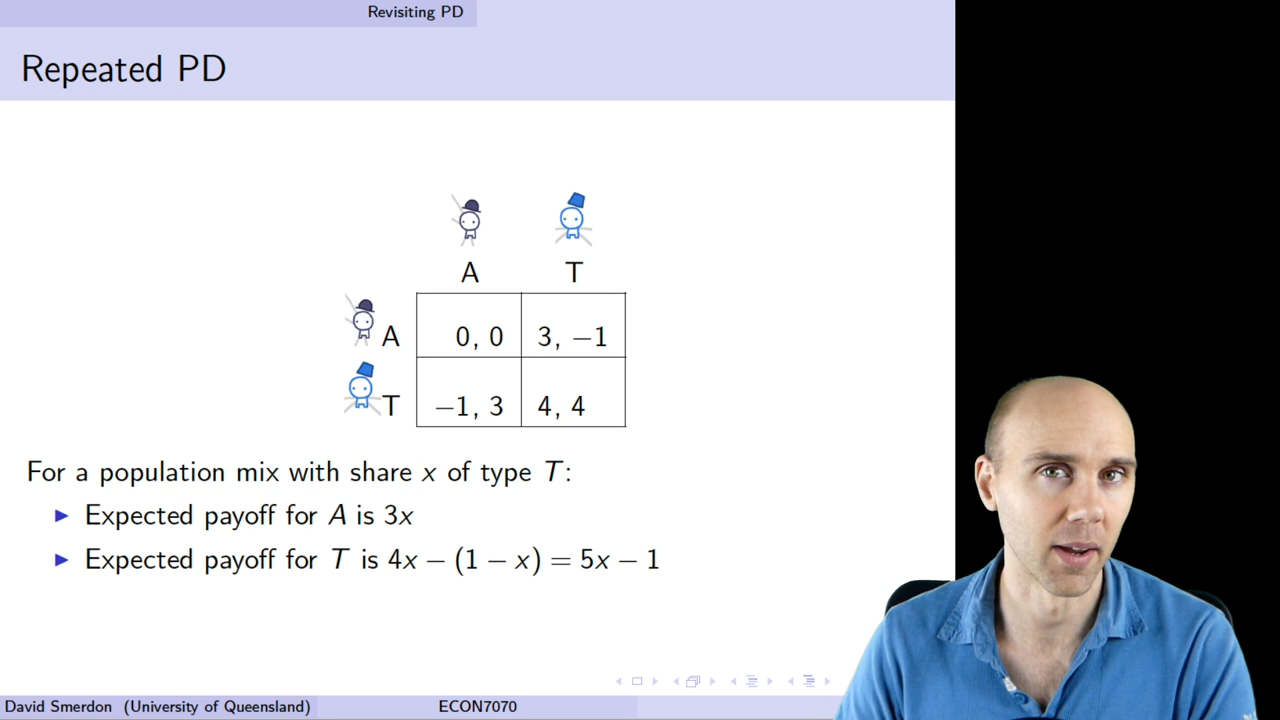 Revisiting PD
Repeated PD
A T
A 0, 0 3, −1
T −1, 3 4, 4
For a population mix with share x of type T:
▶ Expected payoff for A is 3x
▶ Expected payoff for T is 4x − (1 − x) = 5x − 1
David Smerdon (University of Queensland) ECON7070